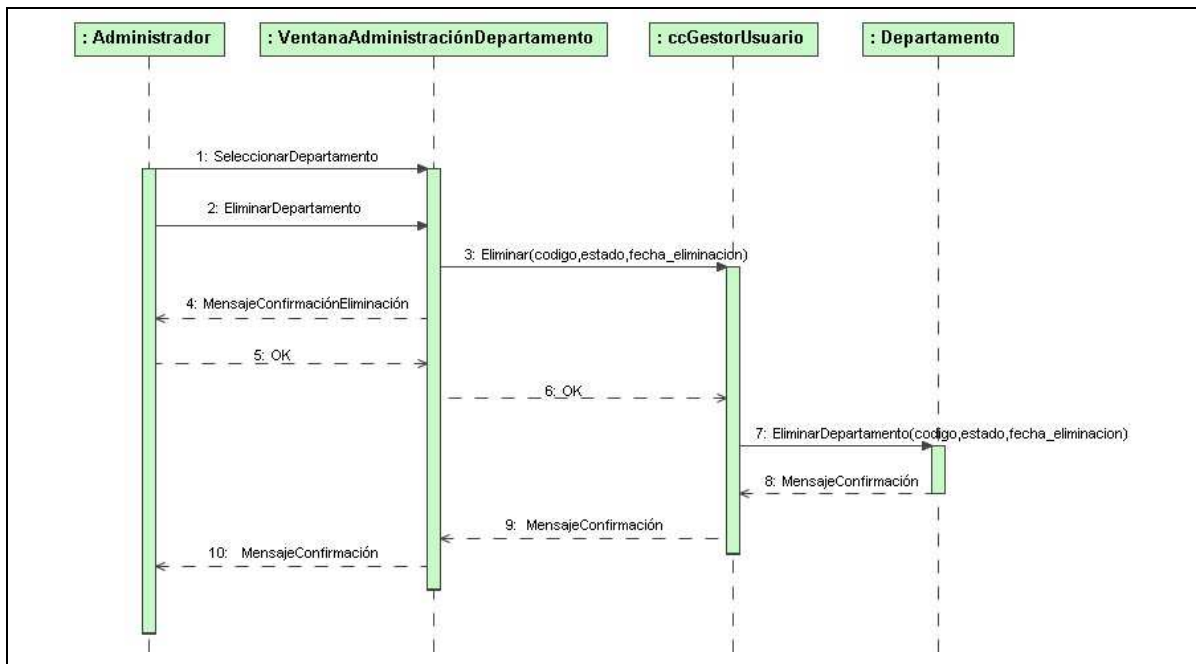 : Administrador
: VentanaAdministraciónDepartamento
: ccGestorUsuario
: Departamento
1: SeleccionarDepartamento
2: EliminarDepartamento
3: Eliminar(codigo,estado,fecha_eliminacion)
4: MensajeConfirmaciónEliminación
5: OK
6: OK
7: EliminarDepartamento(codigo,estado,fecha_eliminacion)
8: MensajeConfirmación
9: MensajeConfirmación
10: MensajeConfirmación